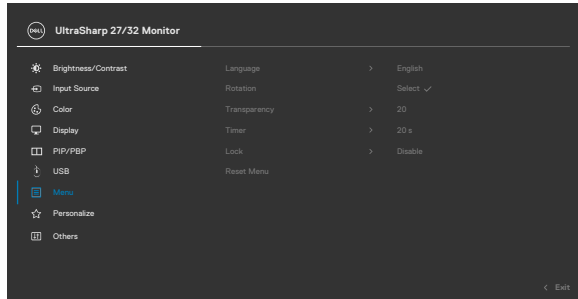 DELL UltraSharp 27/32 Monitor
Brightness/Contrast Language > English
Input Source Rotation Select ✓
Color Transparency > 20
Display Timer > 20 s
PIP/PBP Lock > Disable
USB Reset Menu
Menu
Personalize
Others
< Exit